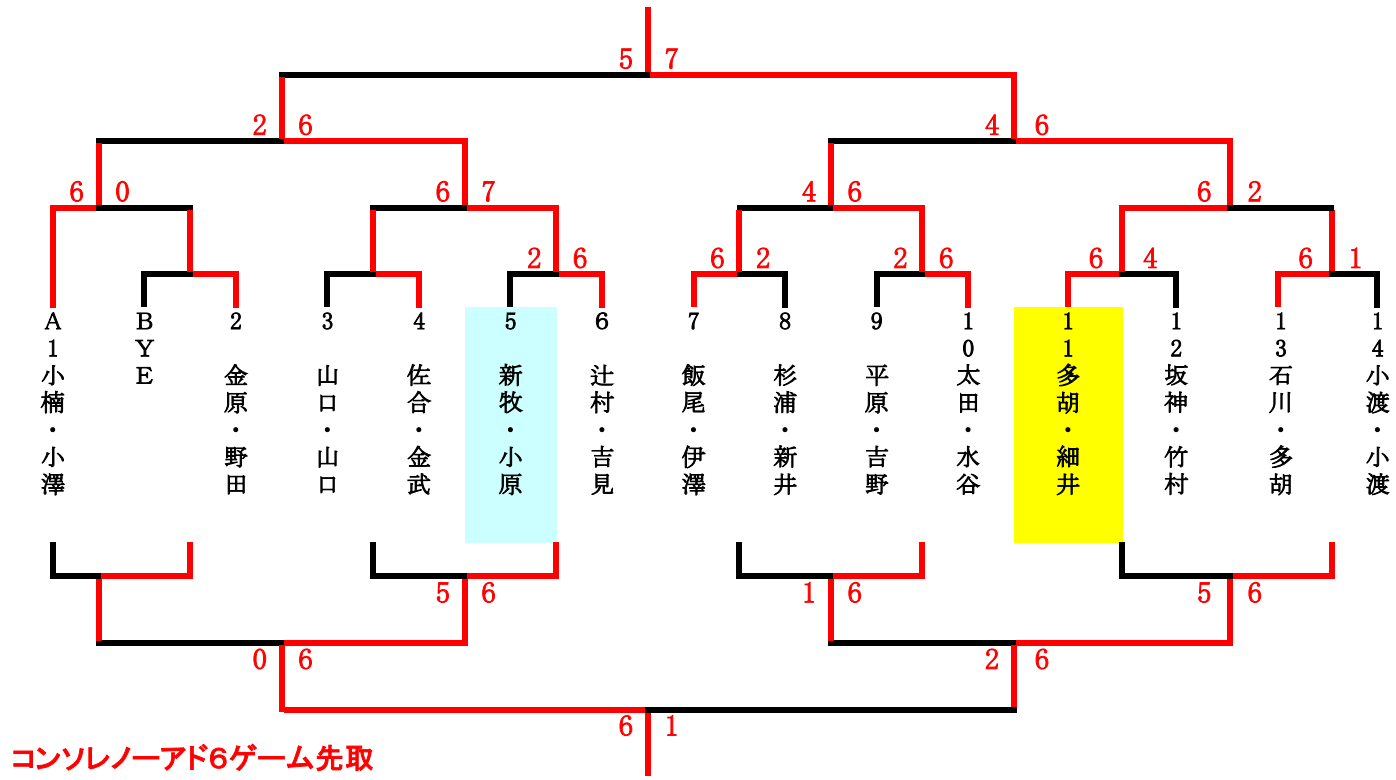 5 7
2 6
4 6
6 0
6 7
4 6
6 2
2 6
6 2
2 6
6 4
6 1
A1小楠・小澤
BYE
2 金原・野田
3 山口・山口
4 佐合・金武
5 新牧・小原
6 辻村・吉見
7 飯尾・伊澤
8 杉浦・新井
9 平原・吉野
10太田・水谷
11多胡・細井
12坂神・竹村
13石川・多胡
14小渡・小渡
5 6
1 6
5 6
0 6
2 6
6 1
コンソレノーアド6ゲーム先取